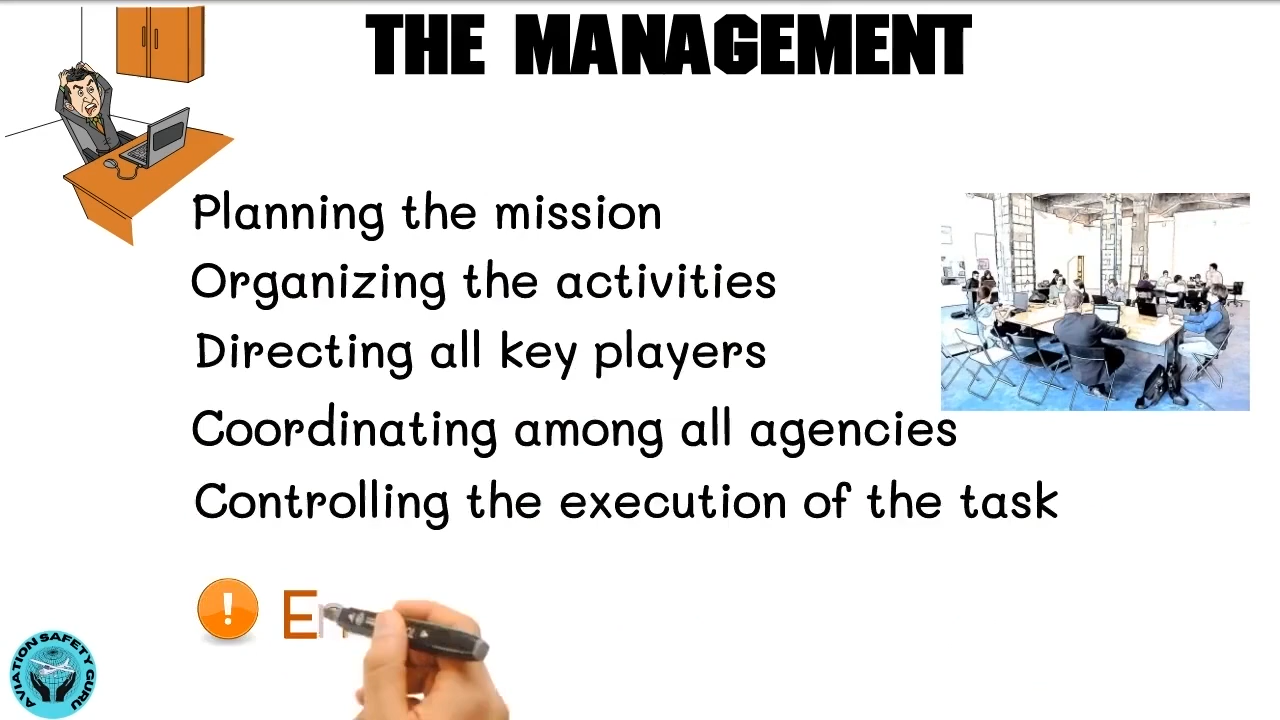 THE MANAGEMENT
Planning the mission
Organizing the activities
Directing all key players
Coordinating among all agencies
Controlling the execution of the task
!
AVIATION SAFETY GURU